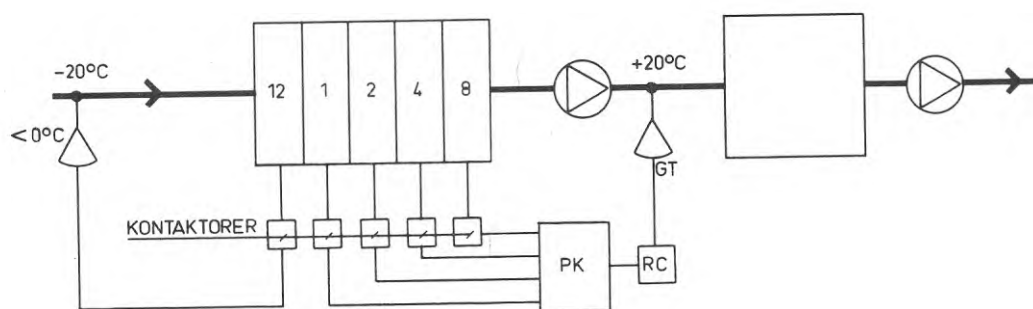 -20°C
<0°C
12 1 2 4 8
+20°C
GT
KONTAKTORER
PK
RC